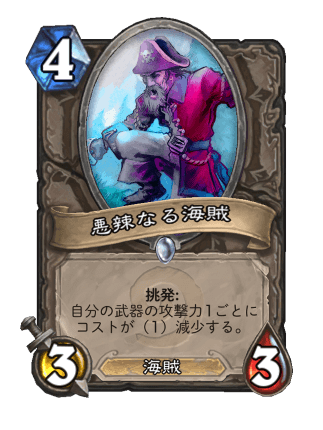 4
悪辣なる海賊
挑発:
自分の武器の攻撃力1ごとに
コストが（1）減少する。
海賊
3
3